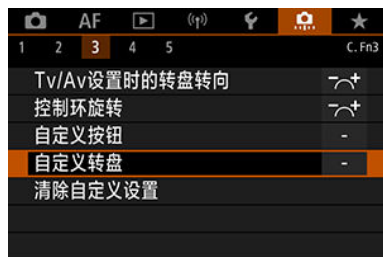 AF
1 2 3 4 5 C.Fn3
Tv/Av设置时的转盘转向 -+
控制环旋转 -+
自定义按钮 -
自定义转盘 -
清除自定义设置